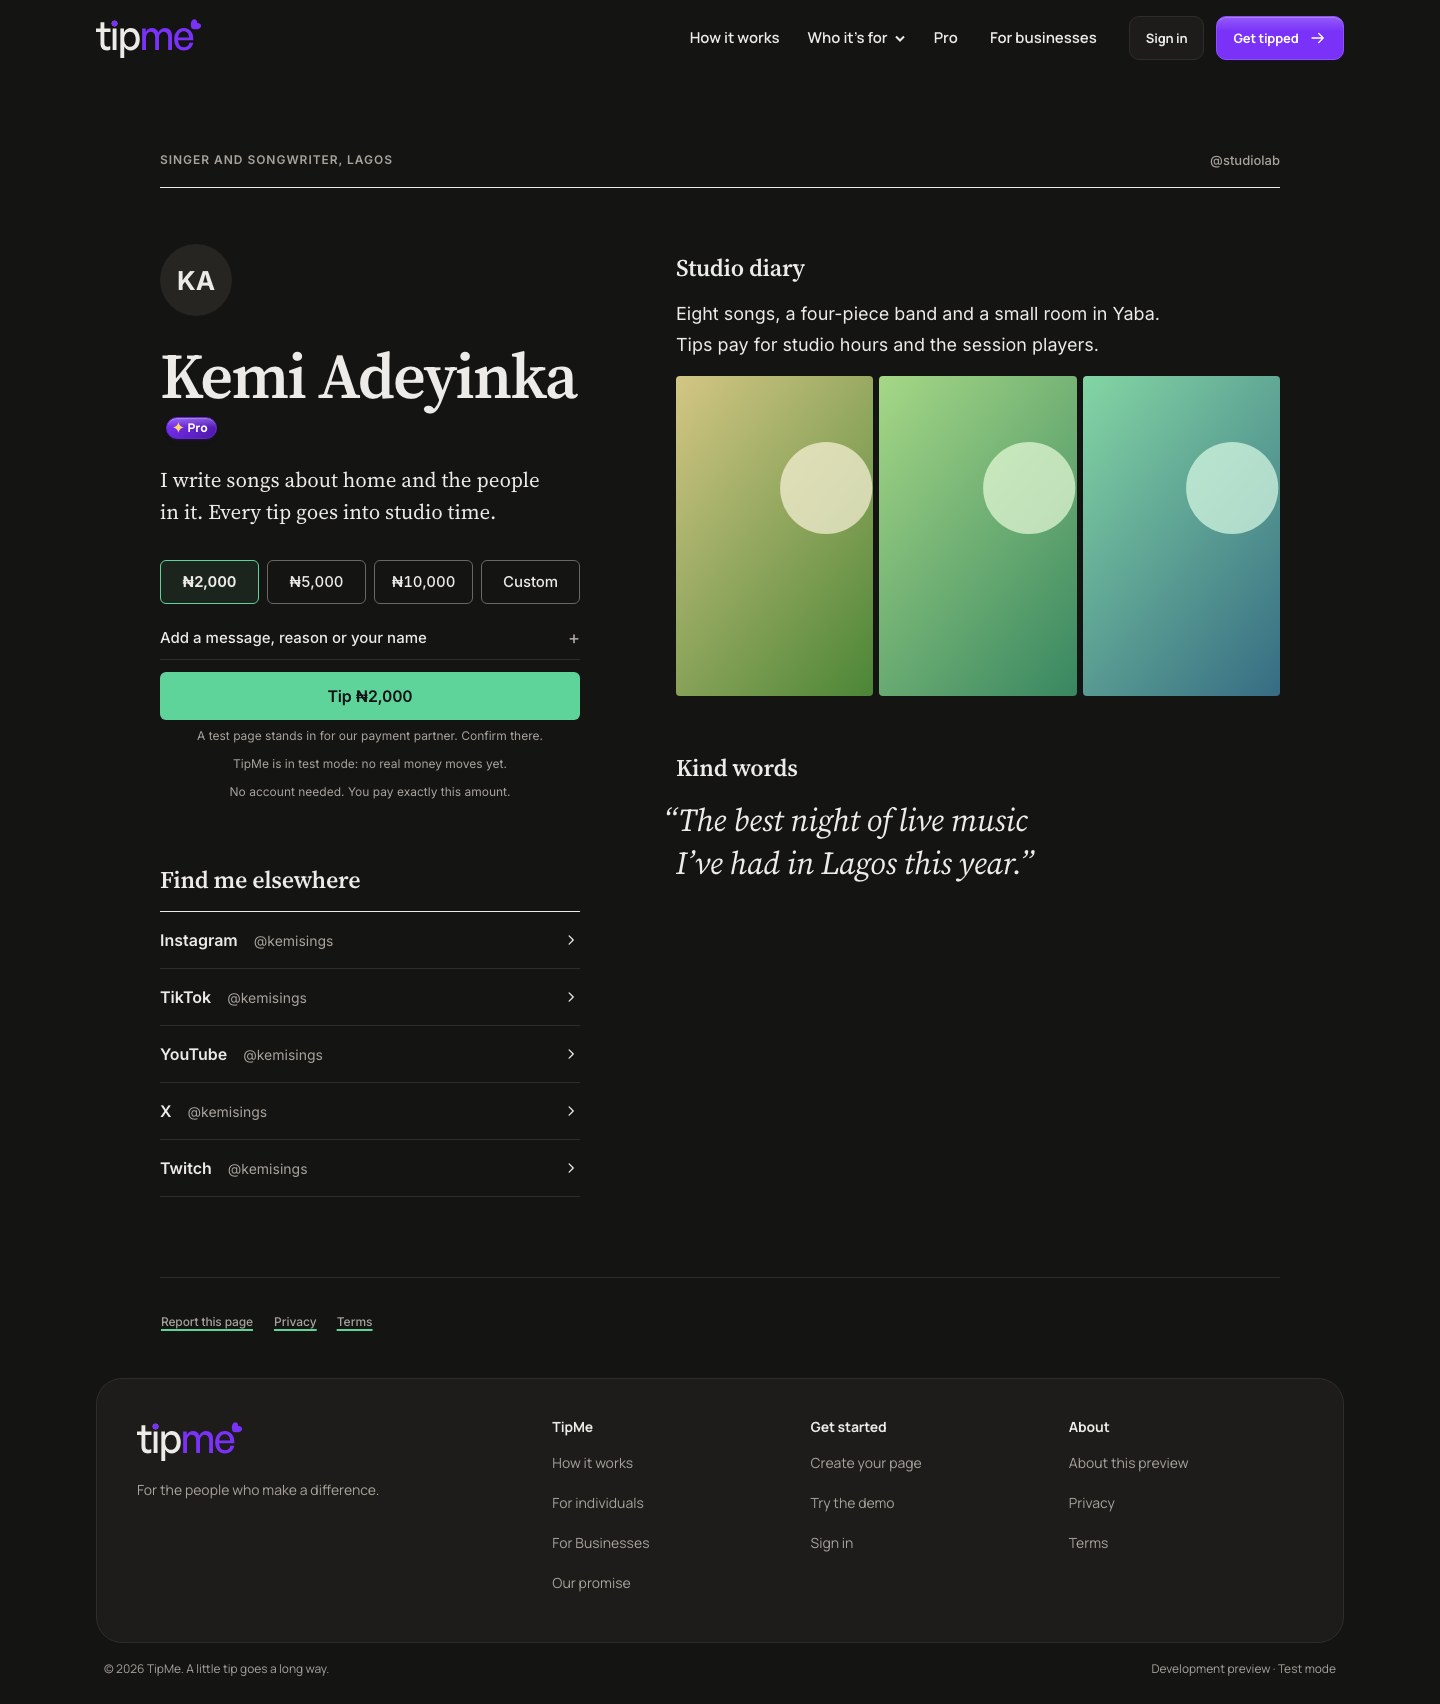 tipme
How it works
Who it's for
Pro
For businesses
Sign in
Get tipped
SINGER AND SONGWRITER, LAGOS
@studiolab
KA
Kemi Adeyinka
Pro
I write songs about home and the people
in it. Every tip goes into studio time.
₦2,000
₦5,000
₦10,000
Custom
Add a message, reason or your name
+
Tip ₦2,000
A test page stands in for our payment partner. Confirm there.
TipMe is in test mode: no real money moves yet.
No account needed. You pay exactly this amount.
Find me elsewhere
Instagram @kemisings
TikTok @kemisings
YouTube @kemisings
X @kemisings
Twitch @kemisings
Studio diary
Eight songs, a four-piece band and a small room in Yaba.
Tips pay for studio hours and the session players.
Kind words
“The best night of live music
I’ve had in Lagos this year.”
Report this page
Privacy
Terms
tipme
For the people who make a difference.
TipMe
How it works
For individuals
For Businesses
Our promise
Get started
Create your page
Try the demo
Sign in
About
About this preview
Privacy
Terms
© 2026 TipMe. A little tip goes a long way.
Development preview · Test mode